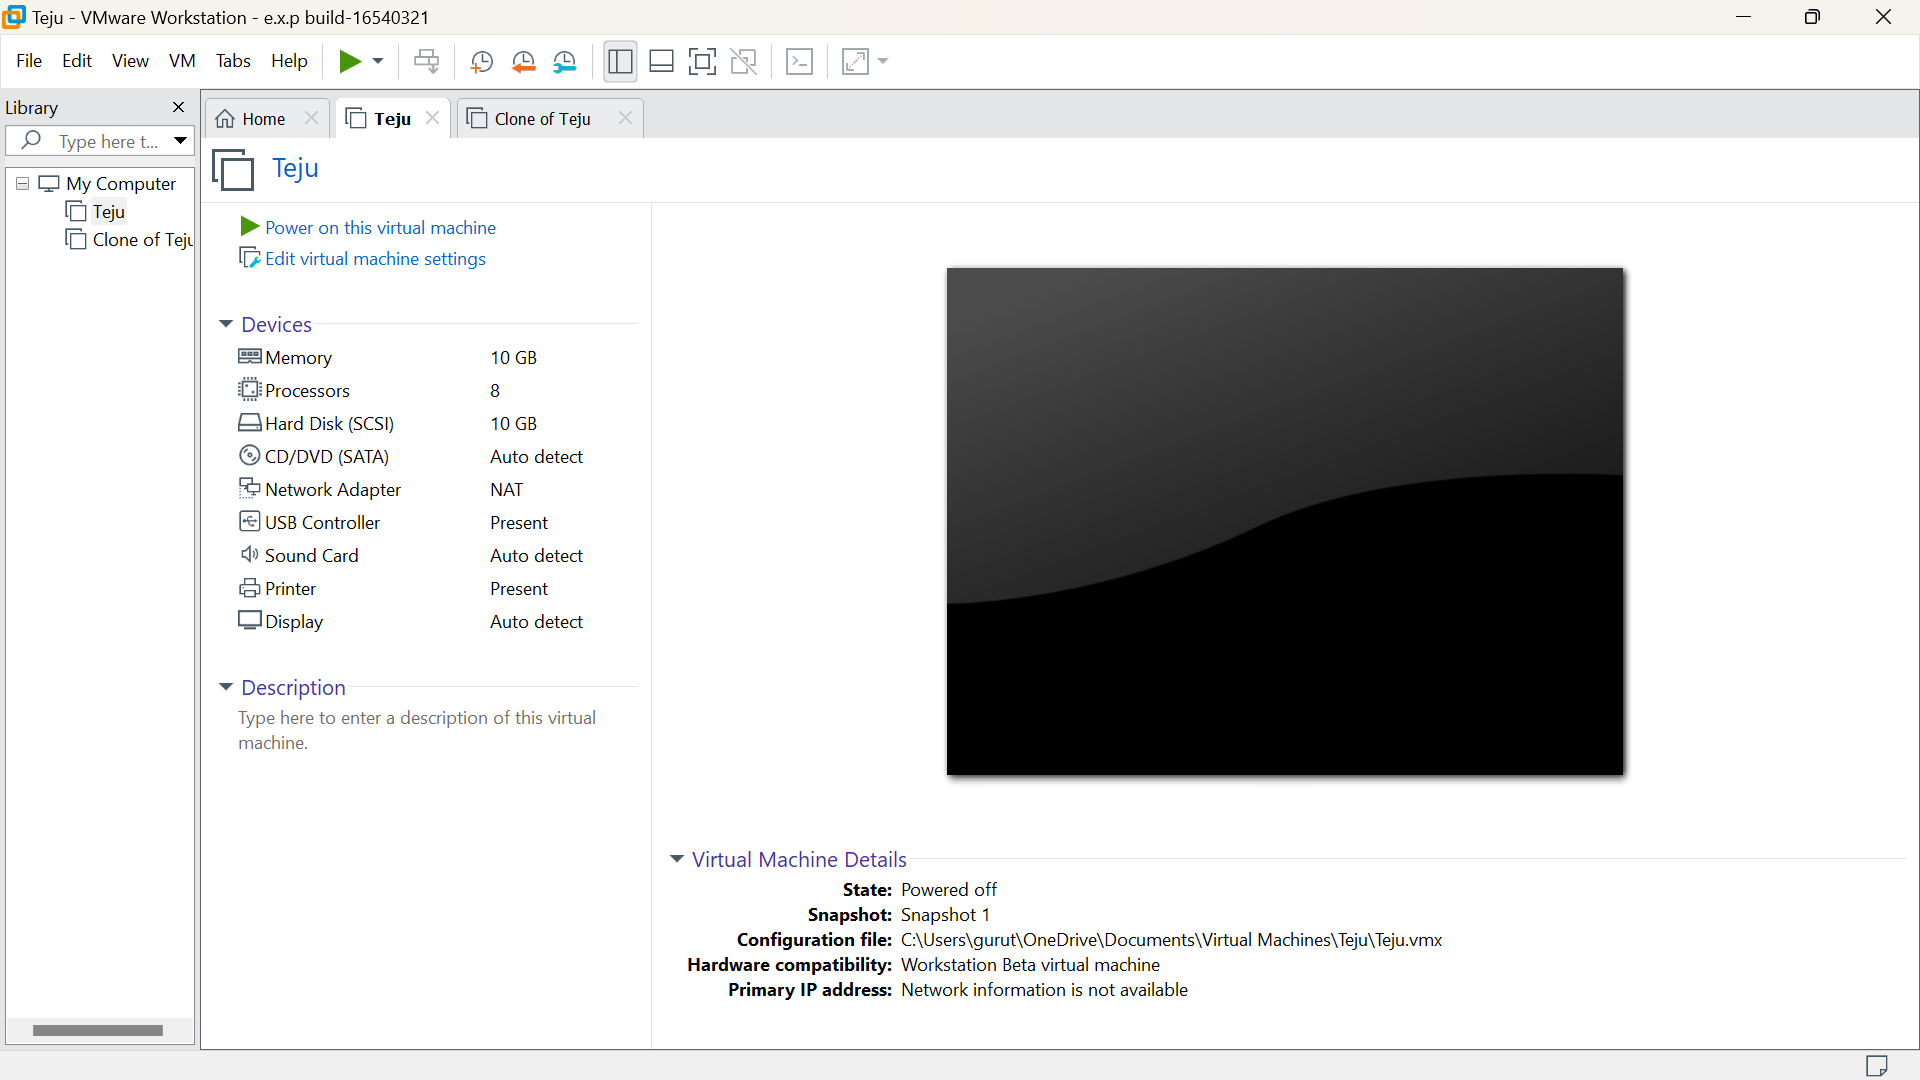 Teju - VMware Workstation - e.x.p build-16540321
File Edit View VM Tabs Help
Library
Type here t...
My Computer
Teju
Clone of Teju
Home
Teju
Clone of Teju
Teju
Power on this virtual machine
Edit virtual machine settings
Devices
Memory 10 GB
Processors 8
Hard Disk (SCSI) 10 GB
CD/DVD (SATA) Auto detect
Network Adapter NAT
USB Controller Present
Sound Card Auto detect
Printer Present
Display Auto detect
Description
Type here to enter a description of this virtual
machine.
Virtual Machine Details
State: Powered off
Snapshot: Snapshot 1
Configuration file: C:\Users\gurut\OneDrive\Documents\Virtual Machines\Teju\Teju.vmx
Hardware compatibility: Workstation Beta virtual machine
Primary IP address: Network information is not available